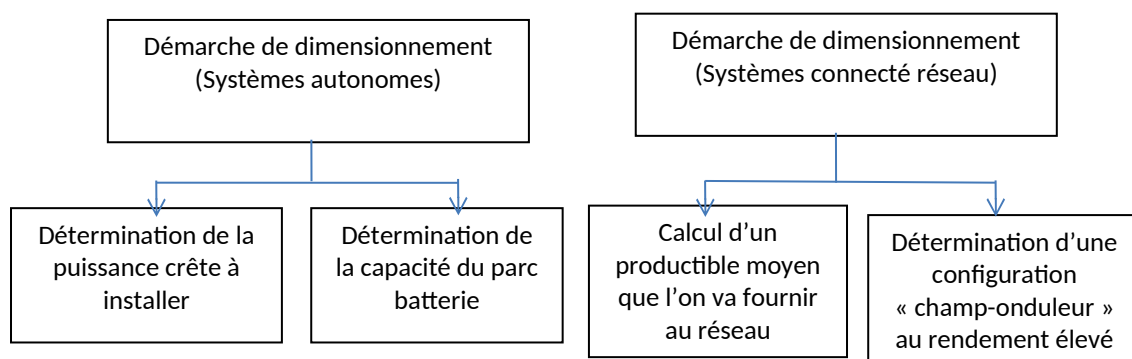 Démarche de dimensionnement
(Systèmes autonomes)
Démarche de dimensionnement
(Systèmes connecté réseau)
Détermination de la
puissance crête à
installer
Détermination de
la capacité du parc
batterie
Calcul d’un
productible moyen
que l’on va fournir
au réseau
Détermination d’une
configuration
« champ-onduleur »
au rendement élevé